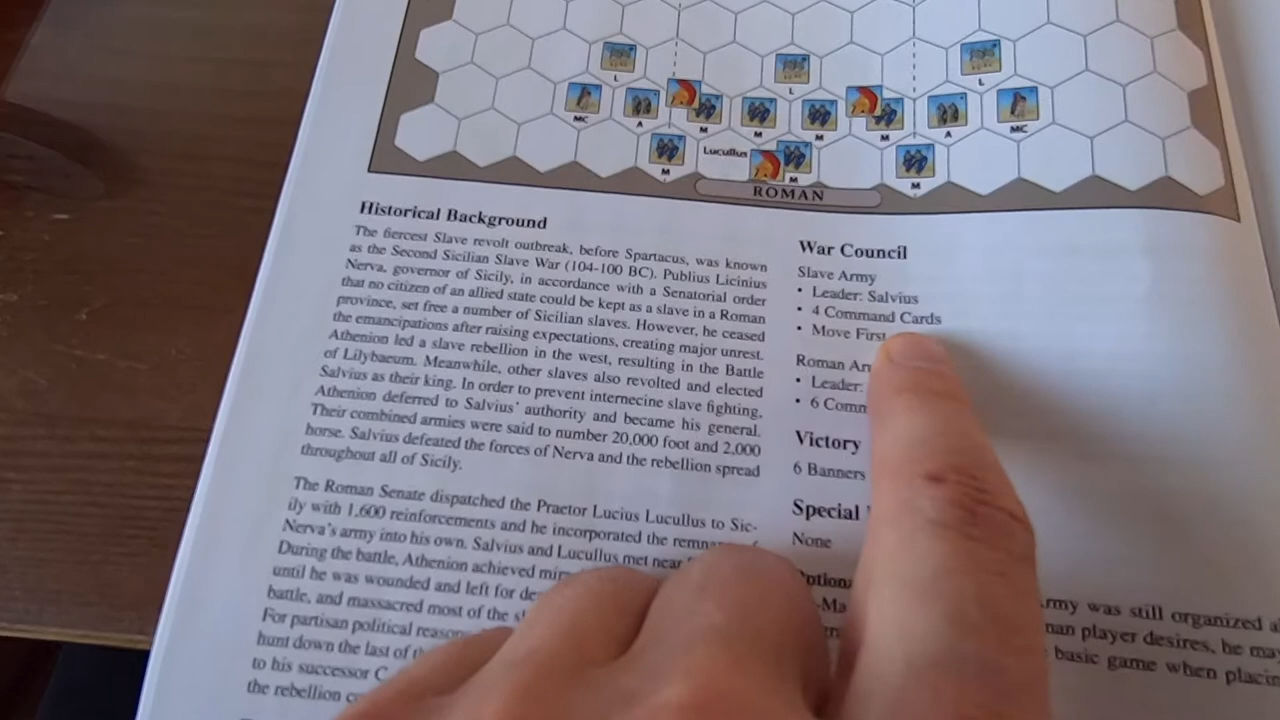 L
L
L
MC
A
M
M
M
M
A
MC
M
Lucullus
M
M
ROMAN
Historical Background
The fiercest Slave revolt outbreak, before Spartacus, was known
as the Second Sicilian Slave War (104-100 BC). Publius Licinius
Nerva, governor of Sicily, in accordance with a Senatorial order
that no citizen of an allied state could be kept as a slave in a Roman
province, set free a number of Sicilian slaves. However, he ceased
the emancipations after raising expectations, creating major unrest.
Athenion led a slave rebellion in the west, resulting in the Battle
of Lilybaeum. Meanwhile, other slaves also revolted and elected
Salvius as their king. In order to prevent internecine slave fighting,
Athenion deferred to Salvius' authority and became his general.
Their combined armies were said to number 20,000 foot and 2,000
horse. Salvius defeated the forces of Nerva and the rebellion spread
throughout all of Sicily.
The Roman Senate dispatched the Praetor Lucius Lucullus to Sic-
ily with 1,600 reinforcements and he incorporated the
Nerva's army into his own. Salvius and Lucullus met near
During the battle, Athenion achieved
until he was wounded and left for
battle, and massacred most of the
For partisan political
hunt down the last of
to his successor
the rebellion
War Council
Slave Army
• Leader: Salvius
• 4 Command Cards
• Move First
Roman
• Leader:
• 6
Victory
6 Banners
Special
None
army was still organized
player desires, he may
basic game when